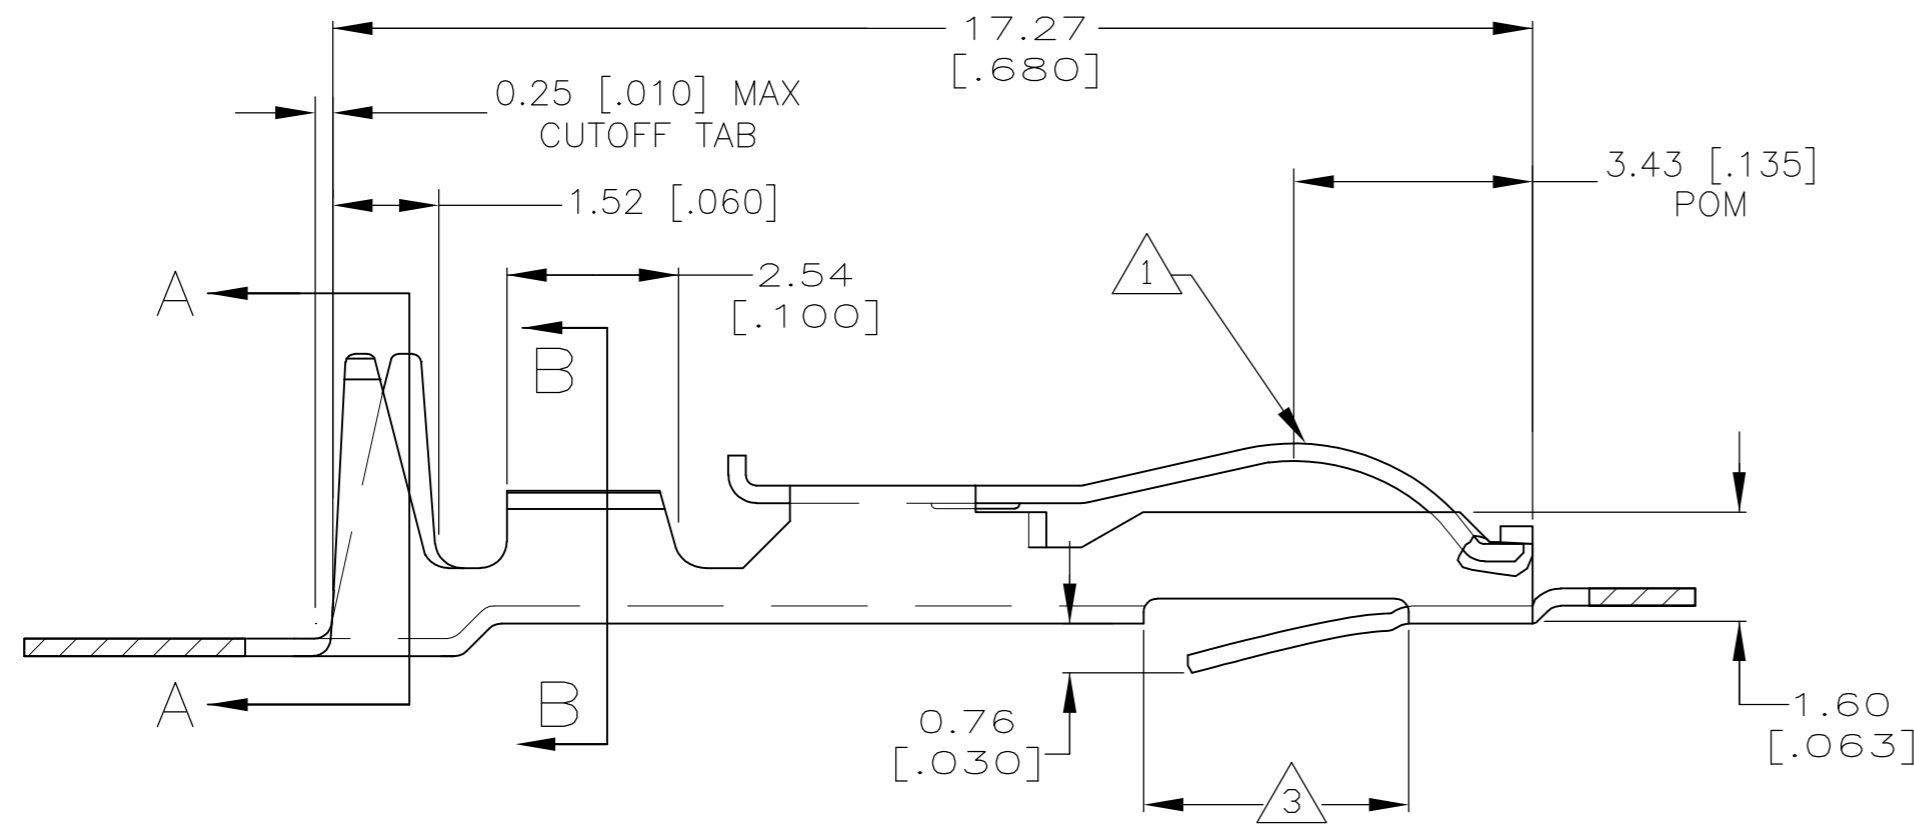 17.27
[.680]
0.25 [.010] MAX
CUTOFF TAB
3.43 [.135]
POM
1.52 [.060]
2.54
[.100]
1
A
B
A
B
0.76
[.030]
1.60
[.063]
3